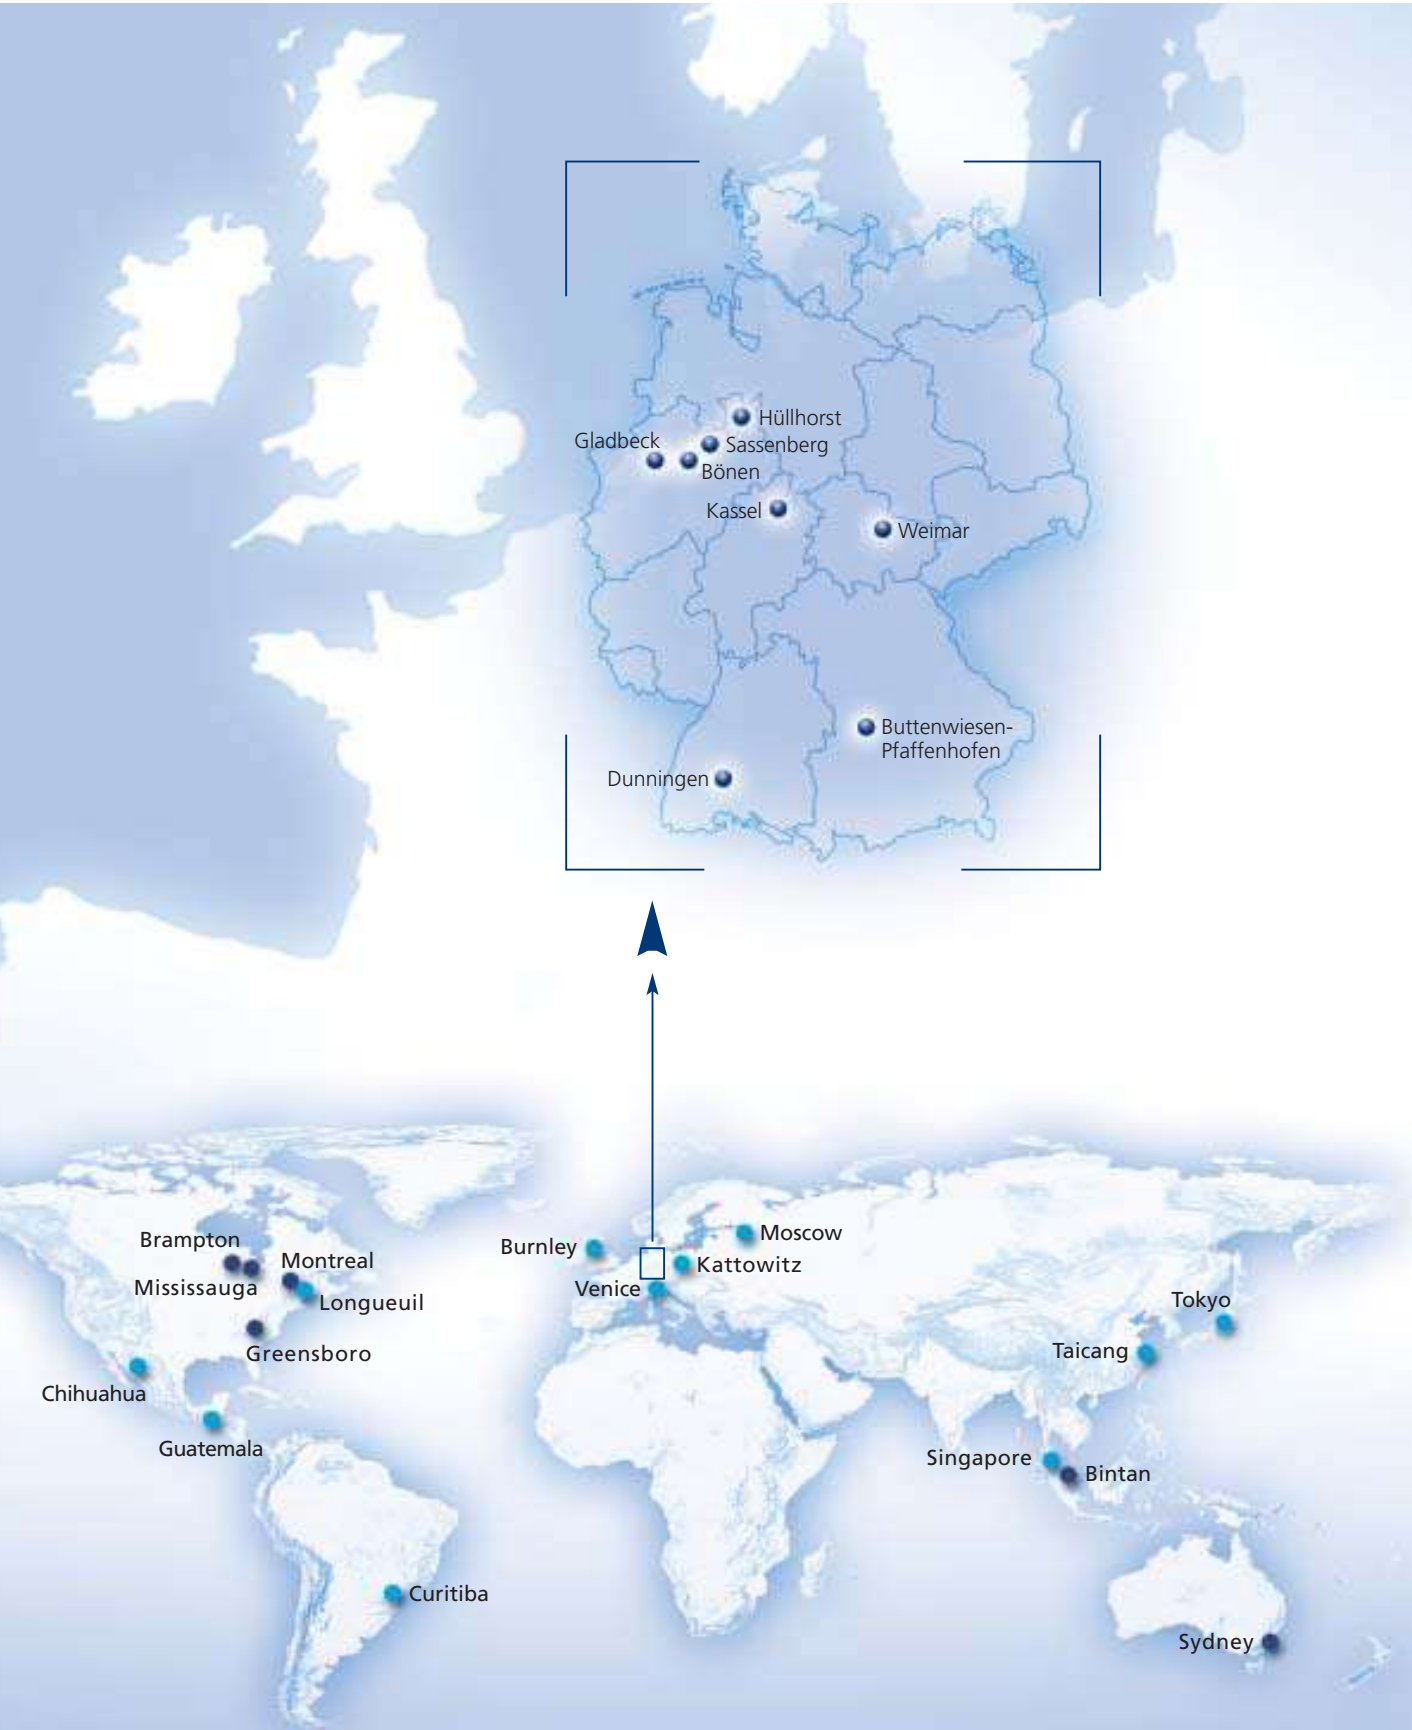 Hüllhorst
Gladbeck
Sassenberg
Bönen
Kassel
Weimar
Buttenwiesen-
Pfaffenhofen
Dunningen
Moscow
Brampton
Burnley
Montreal
Kattowitz
Mississauga
Venice
Longueuil
Tokyo
Greensboro
Taicang
Chihuahua
Guatemala
Singapore
Bintan
Curitiba
Sydney